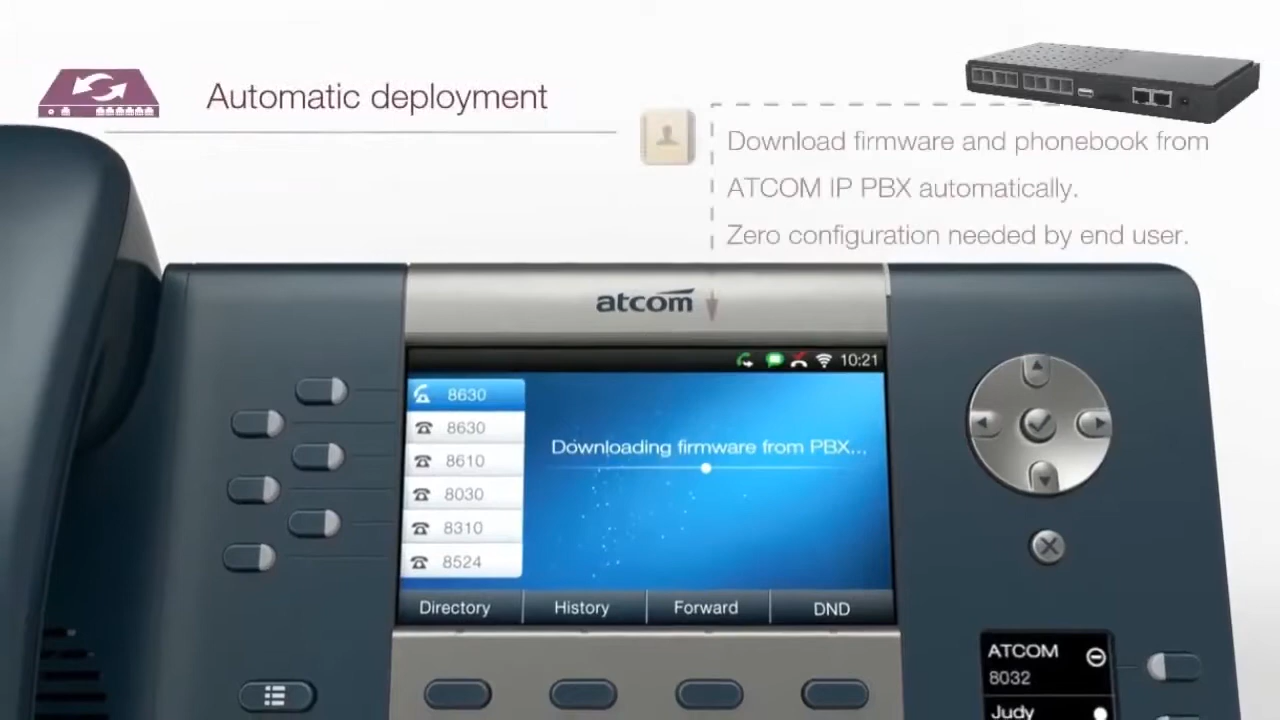 Automatic deployment
Download firmware and phonebook from
ATCOM IP PBX automatically.
Zero configuration needed by end user.
atcom
10:21
8630
8630
8610
8030
8310
8524
Downloading firmware from PBX...
Directory
History
Forward
DND
ATCOM
8032
Judy